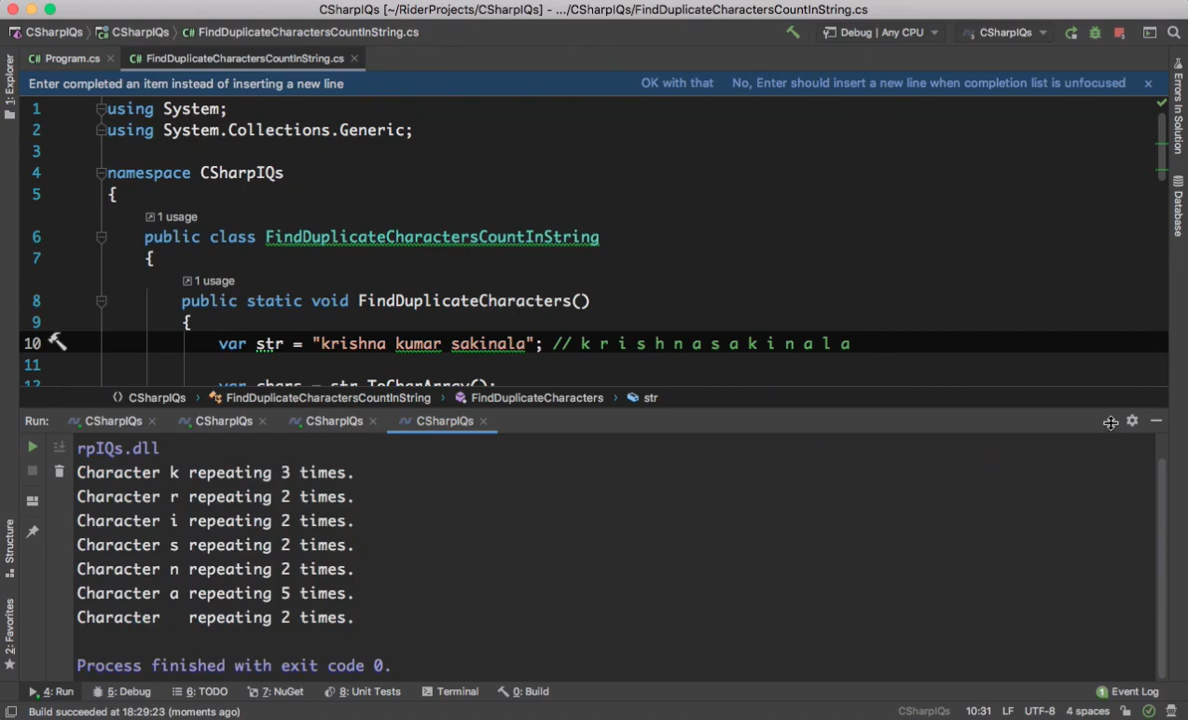 CSharpIQs [~/RiderProjects/CSharpIQs] - .../CSharpIQs/FindDuplicateCharactersCountInString.cs
CSharpIQs CSharpIQs FindDuplicateCharactersCountInString.cs Debug | Any CPU CSharpIQs
C# Program.cs C# FindDuplicateCharactersCountInString.cs
Enter completed an item instead of inserting a new line OK with that No, Enter should insert a new line when completion list is unfocused
1: Explorer
Errors In Solution
Database
1 using System;
2 using System.Collections.Generic;
3
4 namespace CSharpIQs
5 {
1 usage
6 public class FindDuplicateCharactersCountInString
7 {
1 usage
8 public static void FindDuplicateCharacters()
9 {
10 var str = "krishna kumar sakinala"; // k r i s h n a s a k i n a l a
11
12 var chars = str.ToCharArray();
CSharpIQs FindDuplicateCharactersCountInString FindDuplicateCharacters str
Run: CSharpIQs CSharpIQs CSharpIQs CSharpIQs
rpIQs.dll
Character k repeating 3 times.
Character r repeating 2 times.
Character i repeating 2 times.
Character s repeating 2 times.
Character n repeating 2 times.
Character a repeating 5 times.
Character   repeating 2 times.
Process finished with exit code 0.
Structure
2: Favorites
4: Run 5: Debug 6: TODO 7: NuGet 8: Unit Tests Terminal 0: Build 1 Event Log
Build succeeded at 18:29:23 (moments ago) CSharpIQs 10:31 LF UTF-8 4 spaces